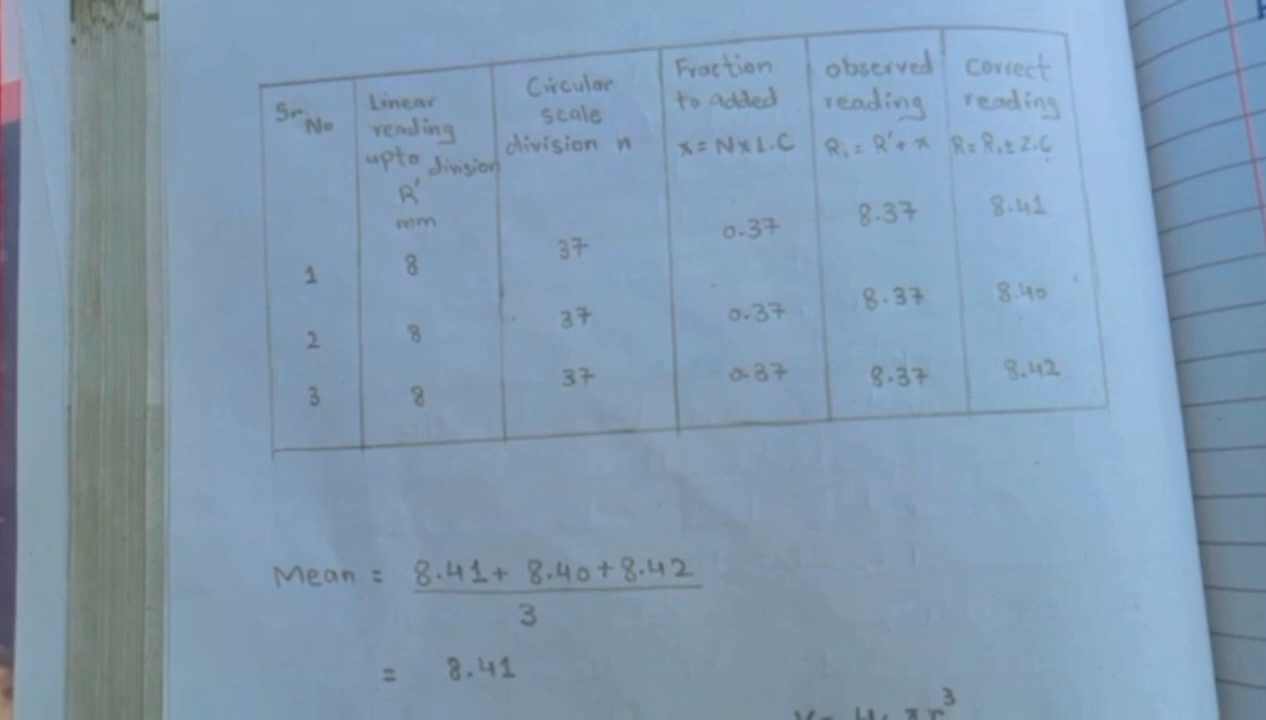 Sr. No
Linear reading upto division R' mm
Circular scale division n
Fraction to added x = N x L.C
observed reading R₁ = R' + x
correct reading R = R₁ ± Z.C
1 8 37 0.37 8.37 8.41
2 8 37 0.37 8.37 8.40
3 8 37 0.37 8.37 8.42
Mean = 8.41 + 8.40 + 8.42
3
= 8.41